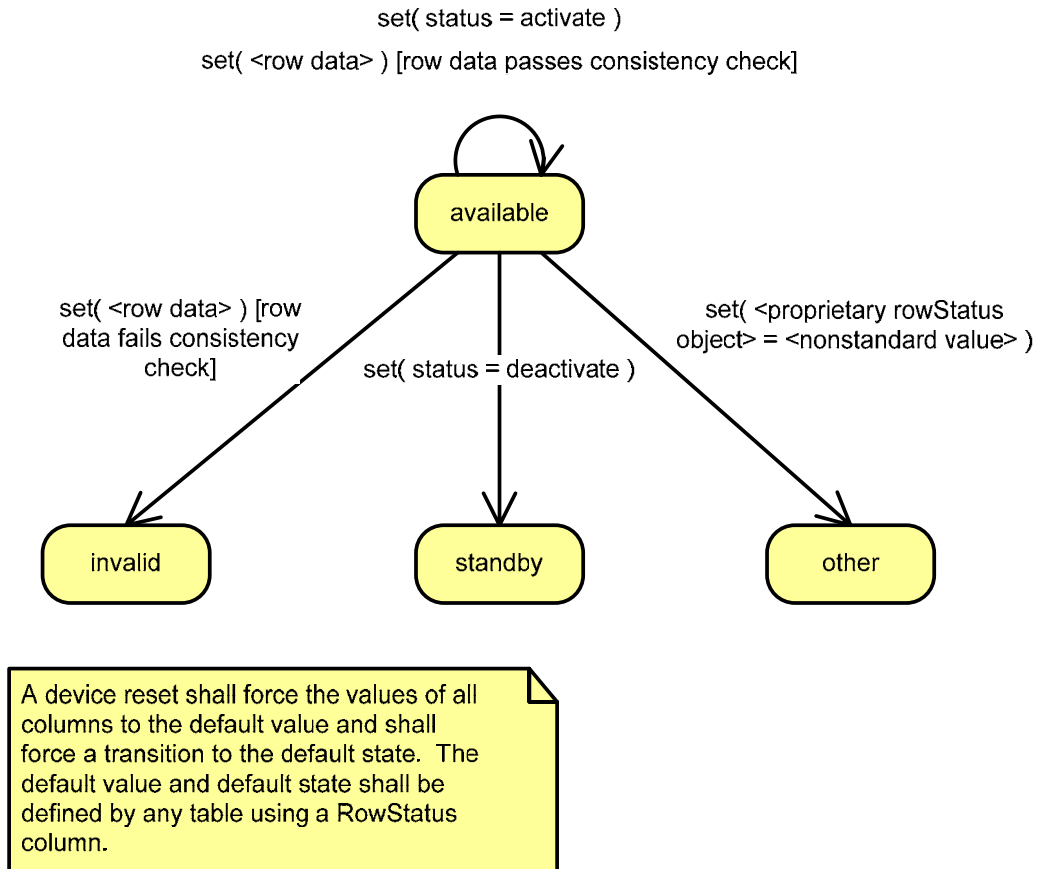 set( status = activate )
set( <row data> ) [row data passes consistency check]
available
set( <row data> ) [row
data fails consistency
check]
set( status = deactivate )
set( <proprietary rowStatus
object> = <nonstandard value> )
invalid
standby
other
A device reset shall force the values of all
columns to the default value and shall
force a transition to the default state.  The
default value and default state shall be
defined by any table using a RowStatus
column.